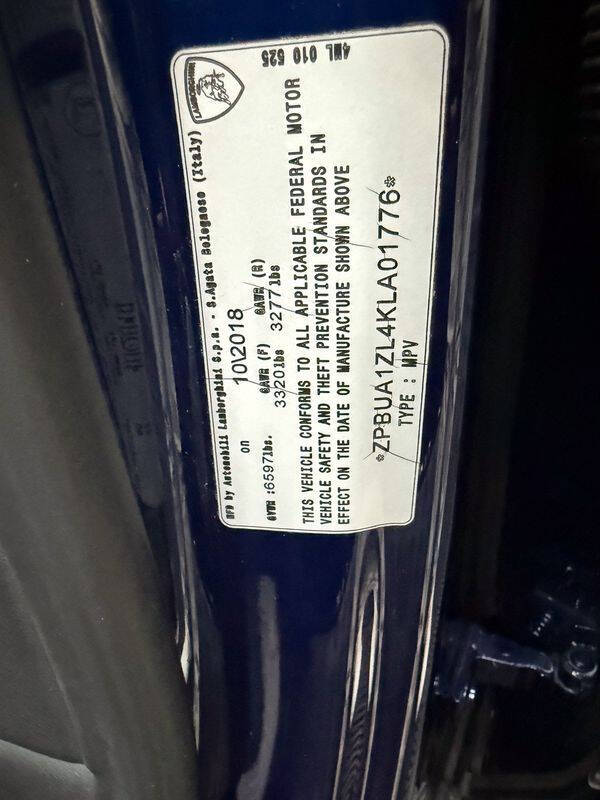 4ML 010 525
LAMBORGHINI
MFD by Automobili Lamborghini S.p.a. - S.Agata Bolognese (Italy)
on 10\2018
GAWR (F) GAWR (R)
GVWR :6597lbs. 3320lbs 3277lbs
THIS VEHICLE CONFORMS TO ALL APPLICABLE FEDERAL MOTOR
VEHICLE SAFETY AND THEFT PREVENTION STANDARDS IN
EFFECT ON THE DATE OF MANUFACTURE SHOWN ABOVE
*ZPBUA1ZL4KLA01776*
TYPE : MPV